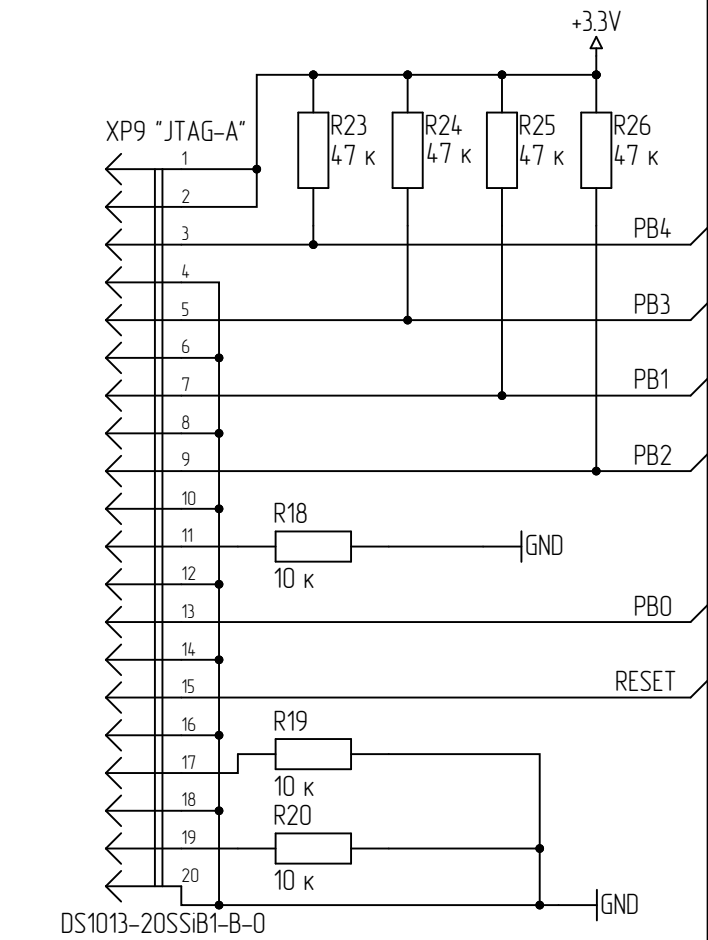 +3.3V
XP9 "JTAG-A"
R23
47 к
R24
47 к
R25
47 к
R26
47 к
1
2
3
PB4
4
5
PB3
6
7
PB1
8
9
PB2
10
R18
11
GND
10 к
12
13
PB0
14
15
RESET
16
R19
17
10 к
18
R20
19
10 к
20
GND
DS1013-20SSiB1-B-0